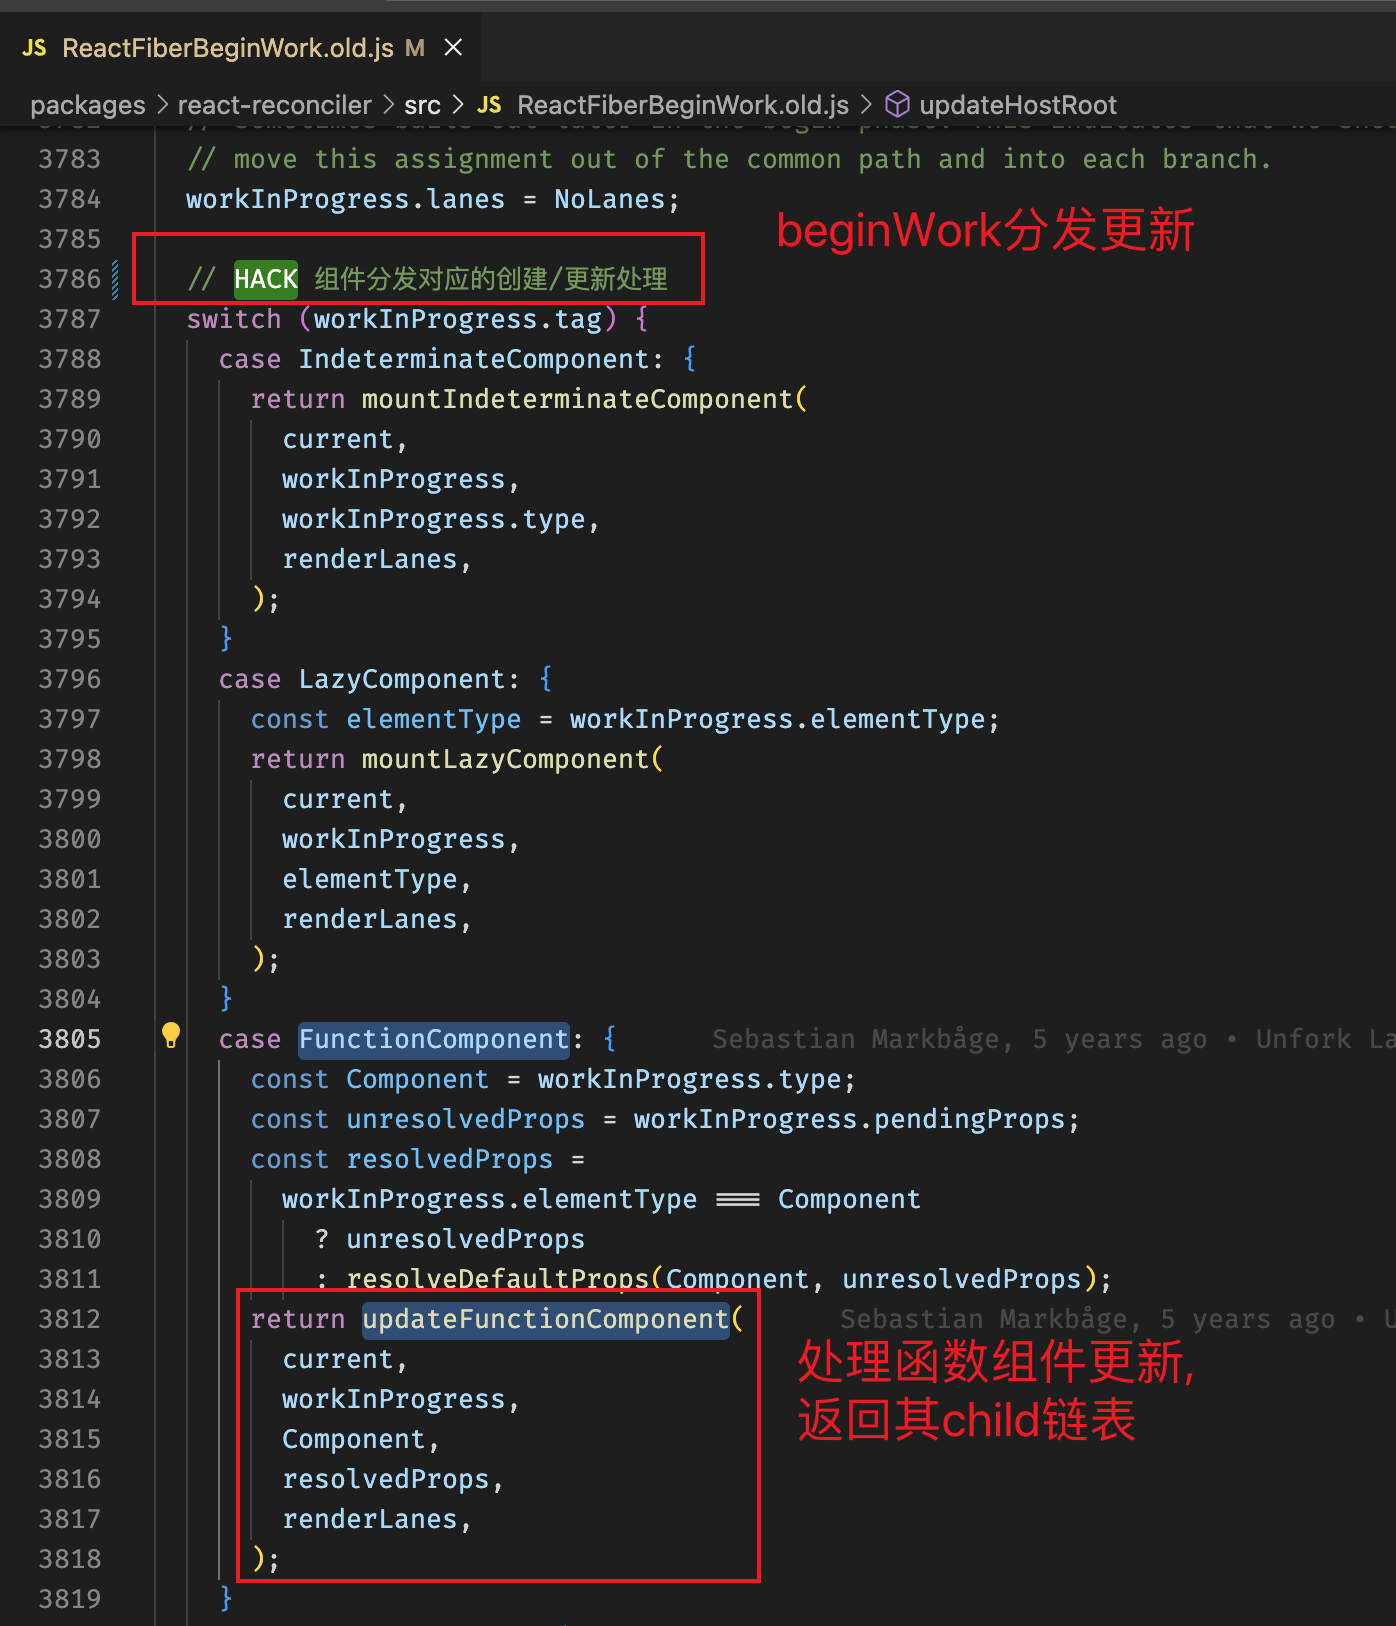 JS ReactFiberBeginWork.old.js M
packages > react-reconciler > src > JS ReactFiberBeginWork.old.js > updateHostRoot
3783 // move this assignment out of the common path and into each branch.
3784 workInProgress.lanes = NoLanes;
beginWork分发更新
3785
3786 // HACK 组件分发对应的创建/更新处理
3787 switch (workInProgress.tag) {
3788 case IndeterminateComponent: {
3789 return mountIndeterminateComponent(
3790 current,
3791 workInProgress,
3792 workInProgress.type,
3793 renderLanes,
3794 );
3795 }
3796 case LazyComponent: {
3797 const elementType = workInProgress.elementType;
3798 return mountLazyComponent(
3799 current,
3800 workInProgress,
3801 elementType,
3802 renderLanes,
3803 );
3804 }
3805 case FunctionComponent: { Sebastian Markbåge, 5 years ago • Unfork La
3806 const Component = workInProgress.type;
3807 const unresolvedProps = workInProgress.pendingProps;
3808 const resolvedProps =
3809 workInProgress.elementType === Component
3810 ? unresolvedProps
3811 : resolveDefaultProps(Component, unresolvedProps);
3812 return updateFunctionComponent( Sebastian Markbåge, 5 years ago •
3813 current,
处理函数组件更新,
3814 workInProgress,
返回其child链表
3815 Component,
3816 resolvedProps,
3817 renderLanes,
3818 );
3819 }